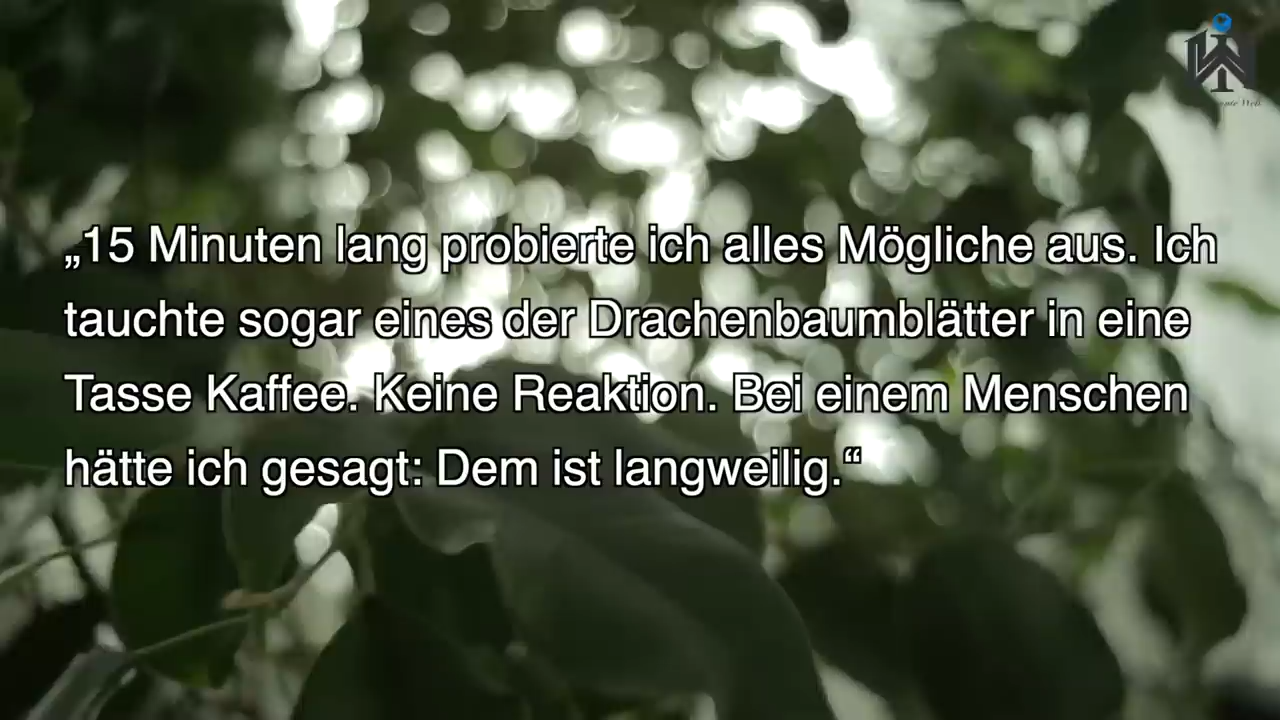 „15 Minuten lang probierte ich alles Mögliche aus. Ich
tauchte sogar eines der Drachenbaumblätter in eine
Tasse Kaffee. Keine Reaktion. Bei einem Menschen
hätte ich gesagt: Dem ist langweilig.“